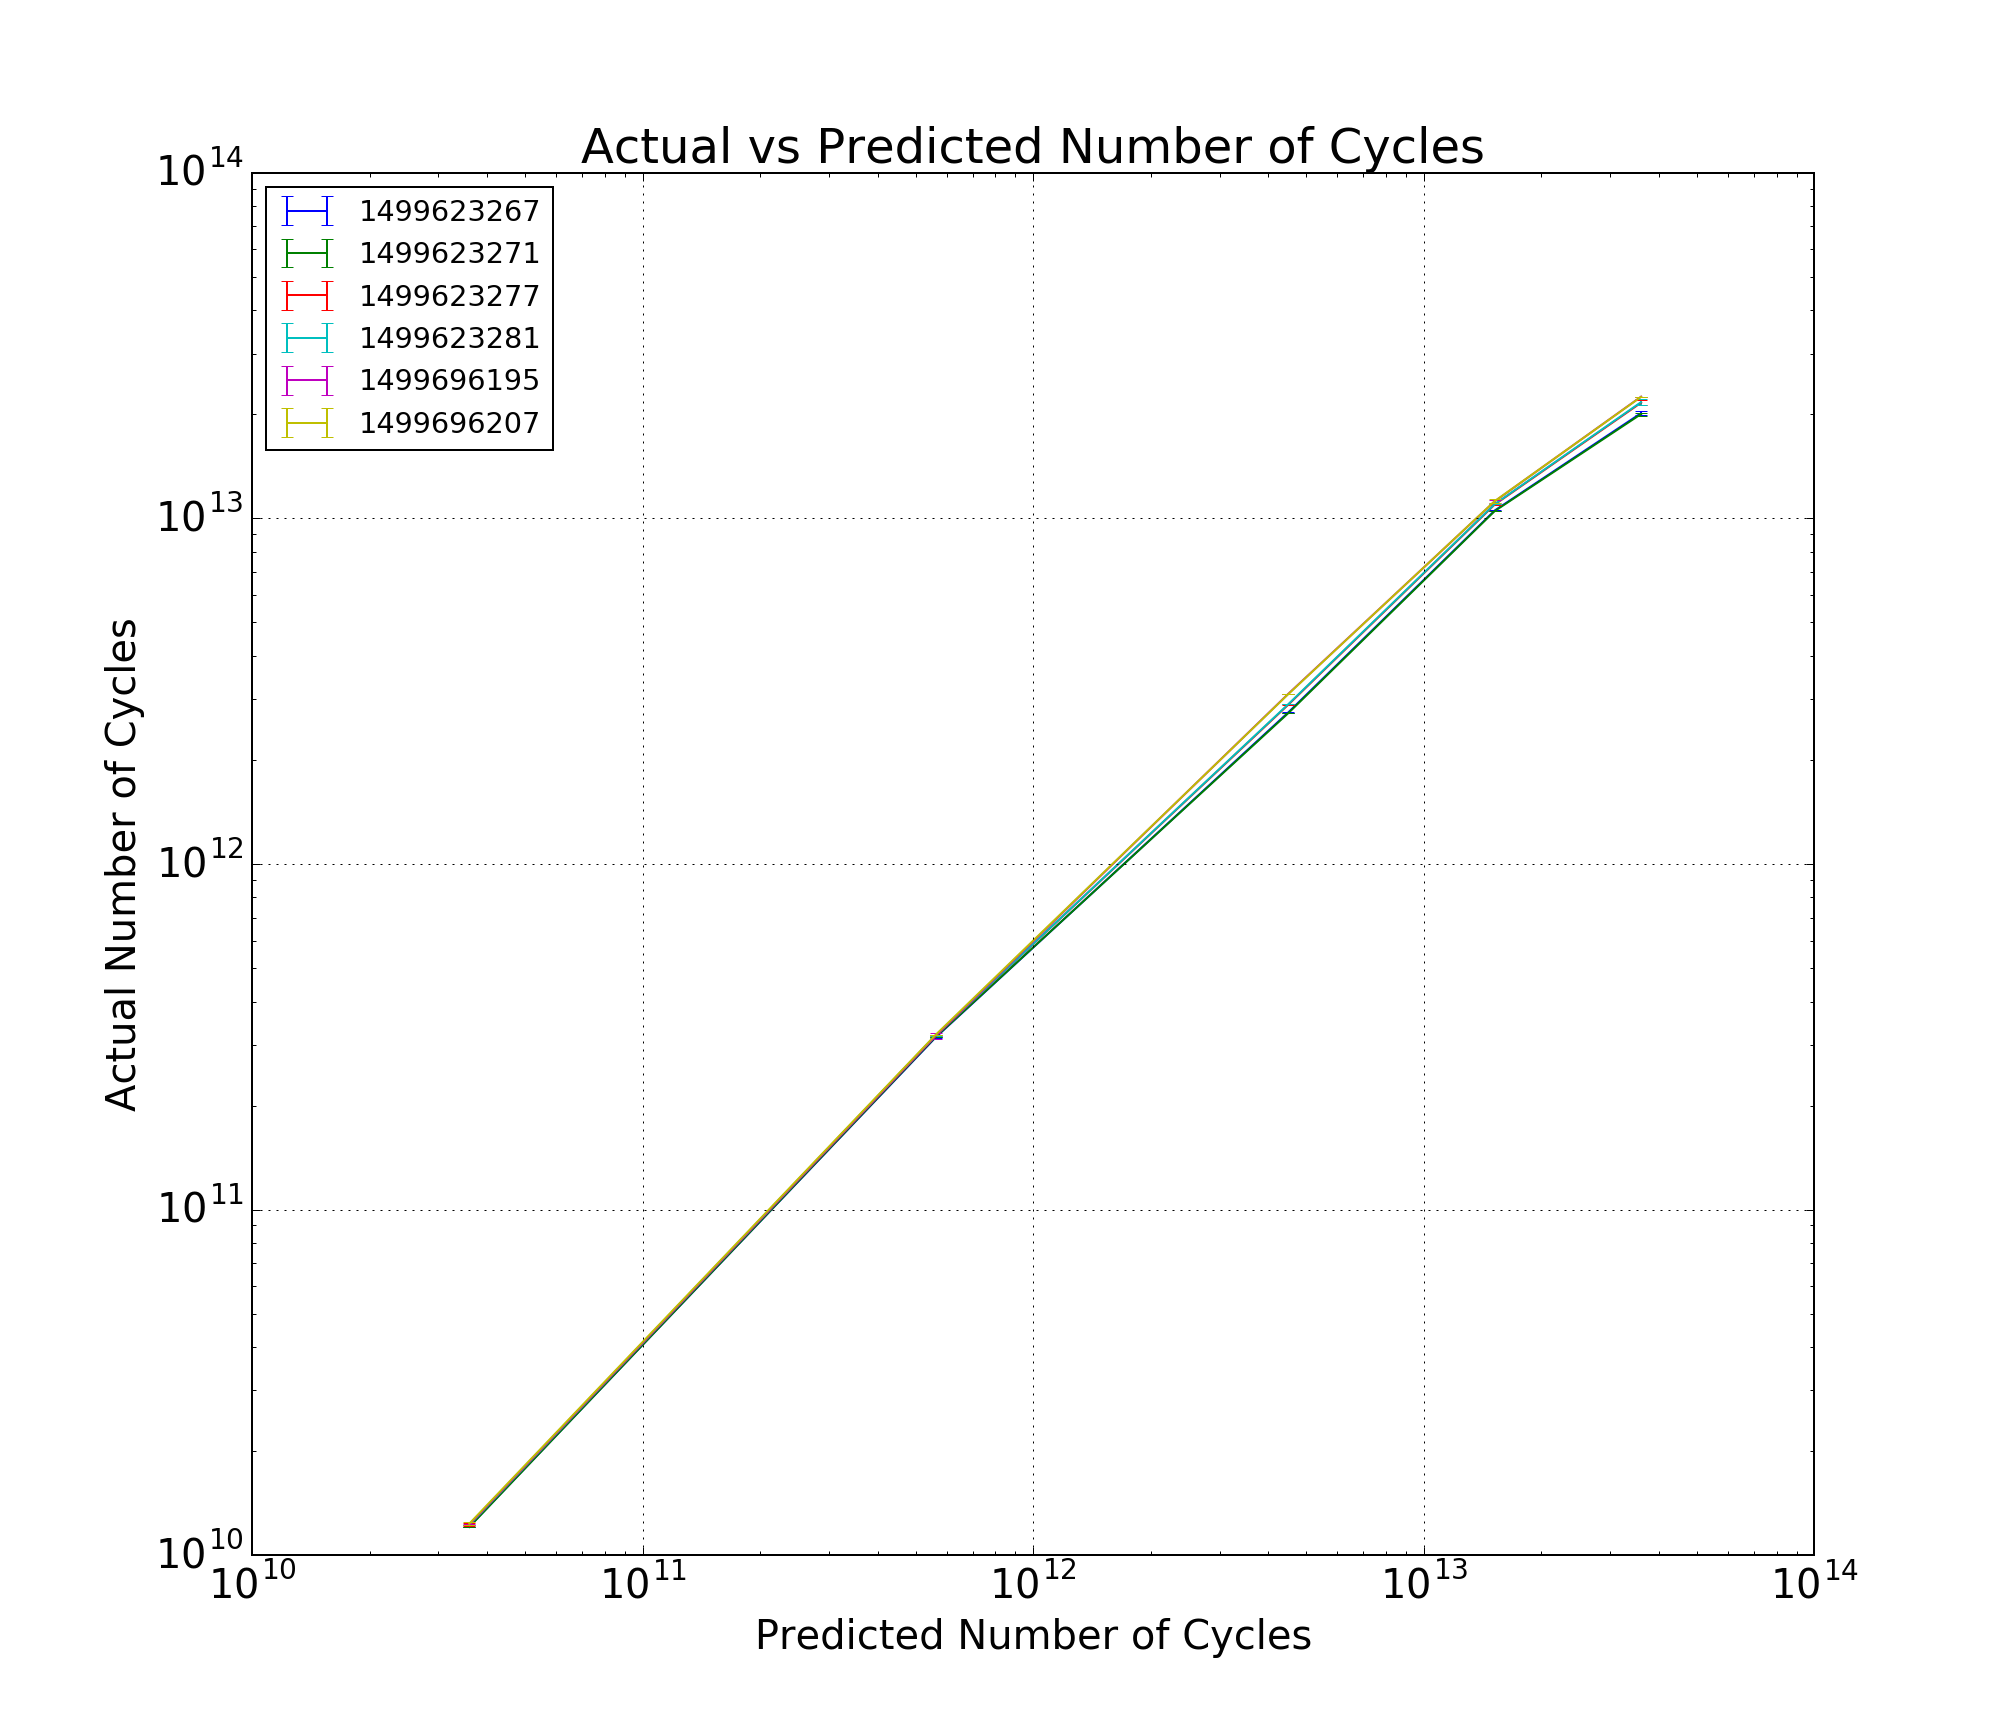 Actual vs Predicted Number of Cycles
10^14
10^13
10^12
10^11
10^10
Actual Number of Cycles
1499623267
1499623271
1499623277
1499623281
1499696195
1499696207
10^10 10^11 10^12 10^13 10^14
Predicted Number of Cycles